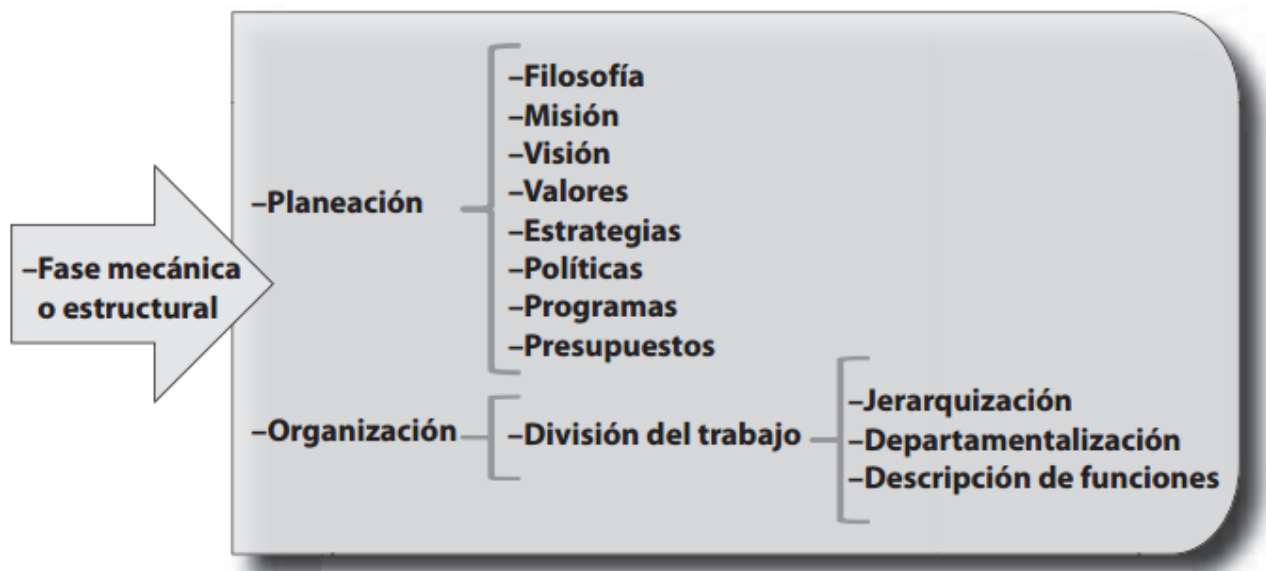 –Fase mecánica
o estructural
–Planeación
–Filosofía
–Misión
–Visión
–Valores
–Estrategias
–Políticas
–Programas
–Presupuestos
–Organización
–División del trabajo
–Jerarquización
–Departamentalización
–Descripción de funciones